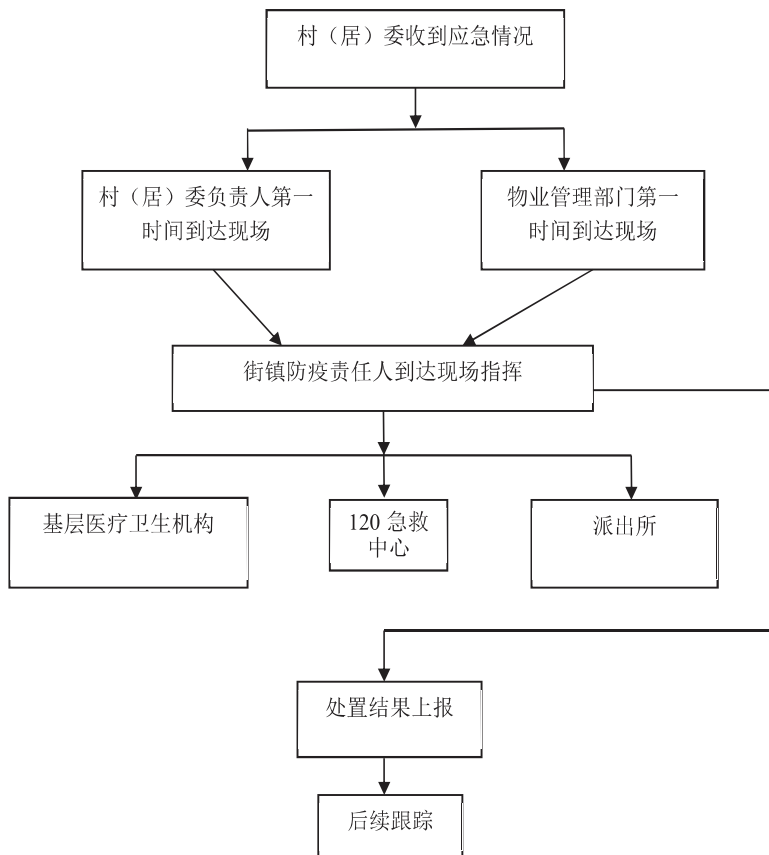 村（居）委收到应急情况
村（居）委负责人第一
时间到达现场
物业管理部门第一
时间到达现场
街镇防疫责任人到达现场指挥
基层医疗卫生机构
120 急救
中心
派出所
处置结果上报
后续跟踪